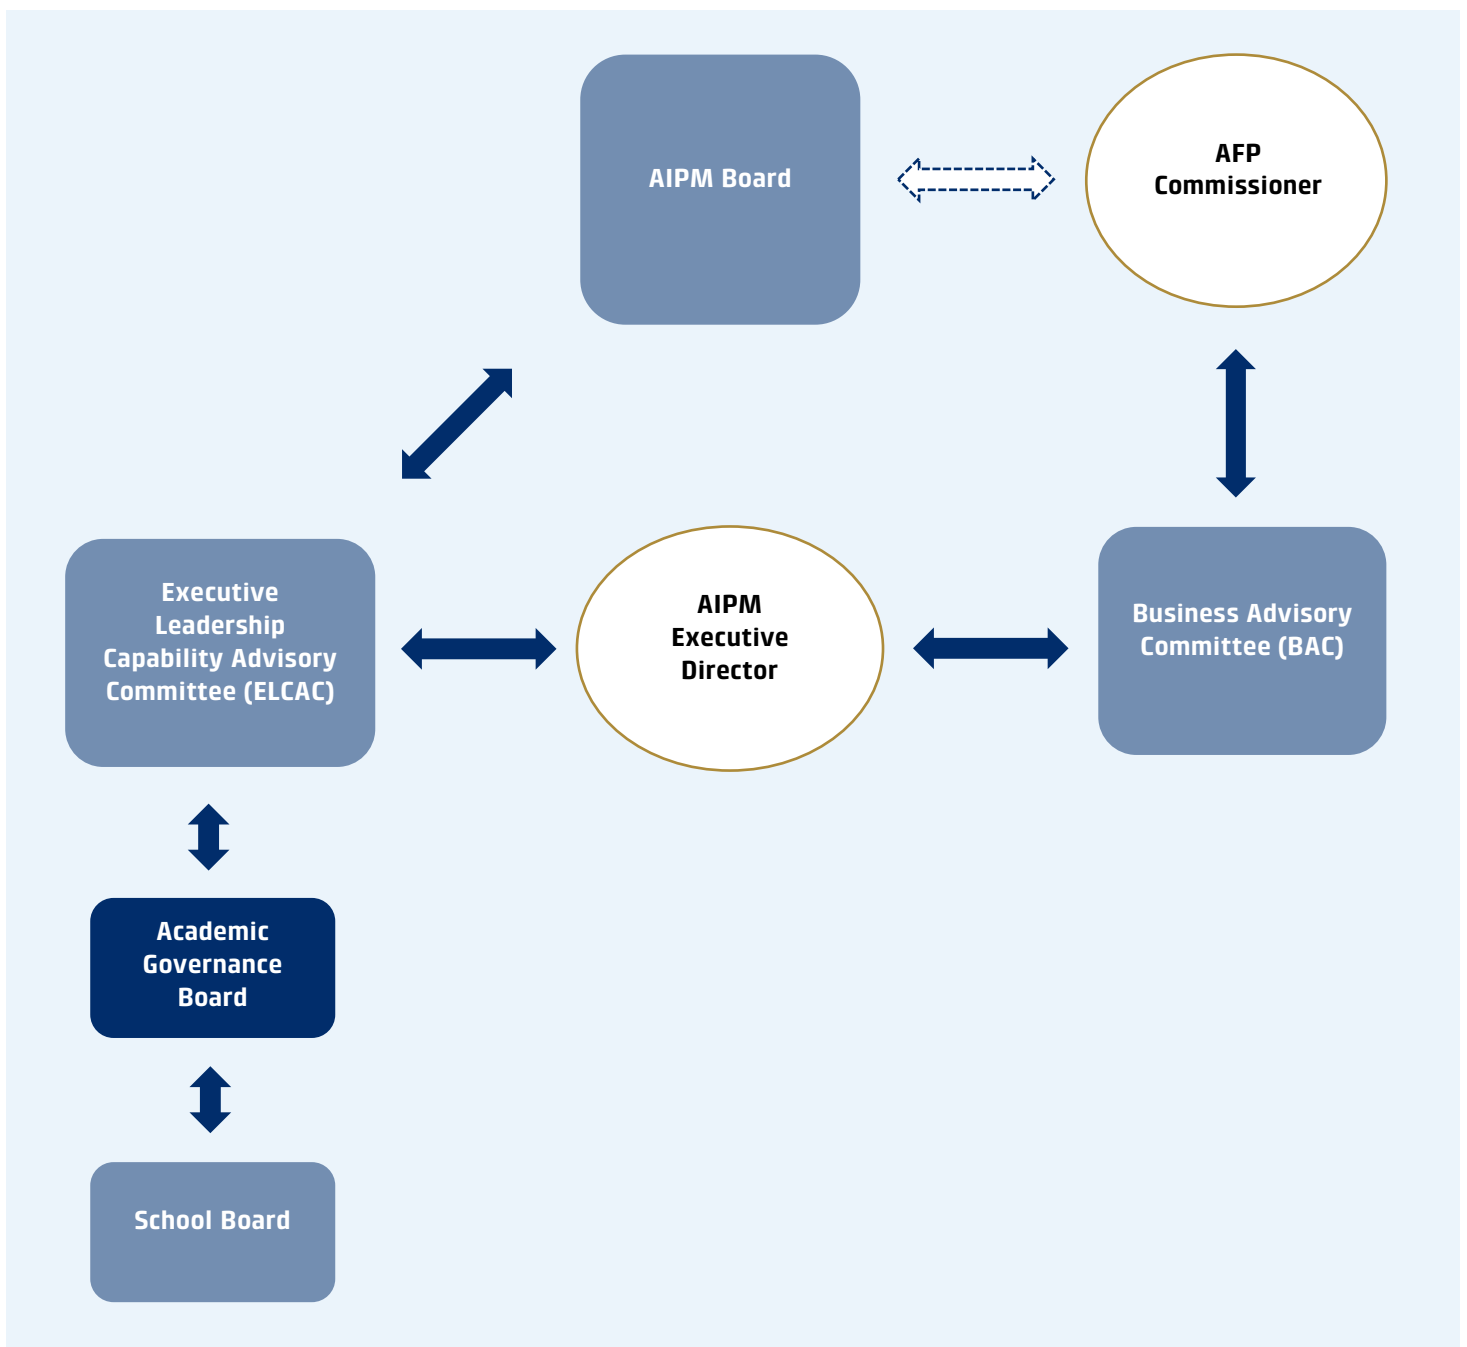 AIPM Board
AFP
Commissioner
Executive
Leadership
Capability Advisory
Committee (ELCAC)
AIPM
Executive
Director
Business Advisory
Committee (BAC)
Academic
Governance
Board
School Board